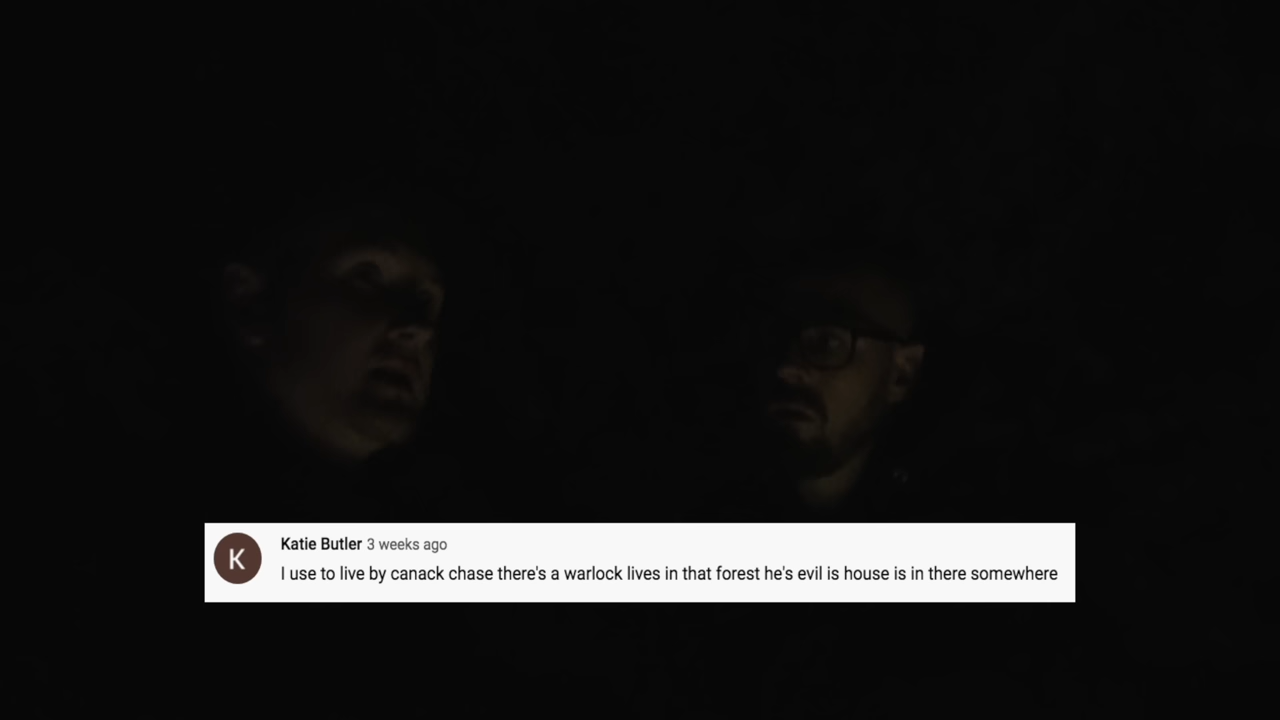 K
Katie Butler 3 weeks ago
I use to live by canack chase there's a warlock lives in that forest he's evil is house is in there somewhere